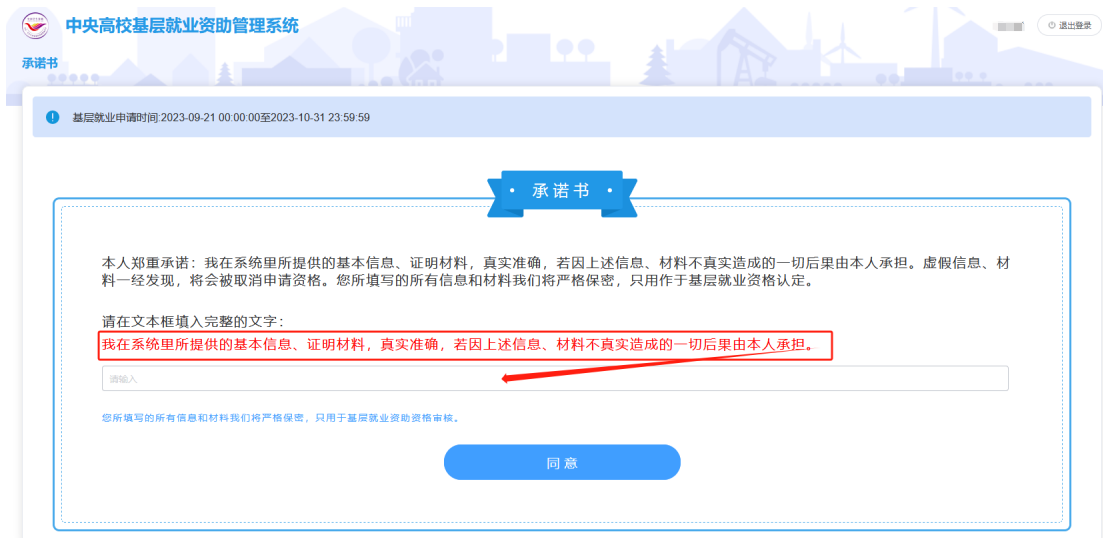 中央高校基层就业资助管理系统
退出登录
承诺书
基层就业申请时间:2023-09-21 00:00:00至2023-10-31 23:59:59
· 承诺书 ·
本人郑重承诺：我在系统里所提供的基本信息、证明材料，真实准确，若因上述信息、材料不真实造成的一切后果由本人承担。虚假信息、材
料一经发现，将会被取消申请资格。您所填写的所有信息和材料我们将严格保密，只用作于基层就业资格认定。
请在文本框填入完整的文字：
我在系统里所提供的基本信息、证明材料，真实准确，若因上述信息、材料不真实造成的一切后果由本人承担。
请输入
您所填写的所有信息和材料我们将严格保密，只用于基层就业资助资格审核。
同意